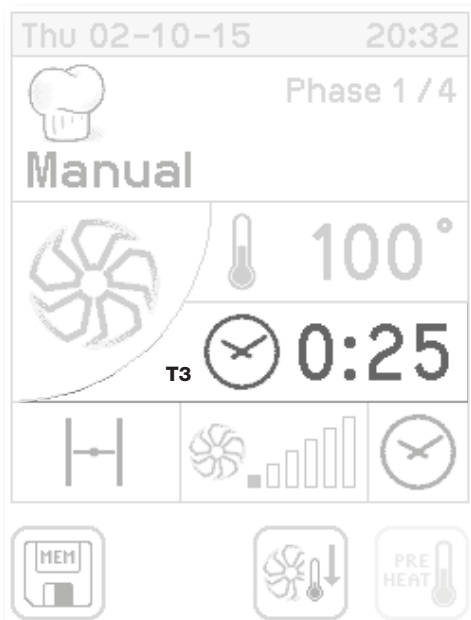 Thu 02-10-15 20:32
Phase 1/4
Manual
100°
T3 0:25
MEM
PRE
HEAT